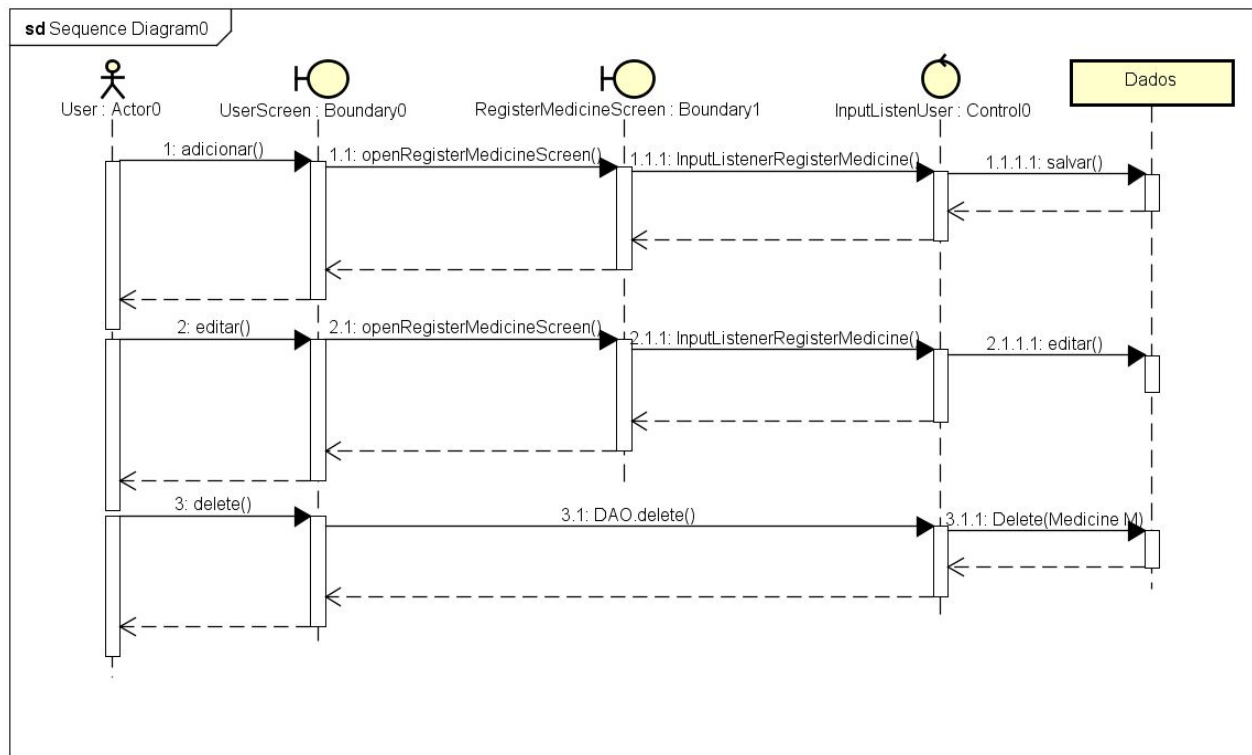 sd Sequence Diagram0
User : Actor0
UserScreen : Boundary0
RegisterMedicineScreen : Boundary1
InputListenUser : Control0
Dados
1: adicionar()
1.1: openRegisterMedicineScreen()
1.1.1: InputListenerRegisterMedicine()
1.1.1.1: salvar()
2: editar()
2.1: openRegisterMedicineScreen()
2.1.1: InputListenerRegisterMedicine()
2.1.1.1: editar()
3: delete()
3.1: DAO.delete()
3.1.1: Delete(Medicine M)